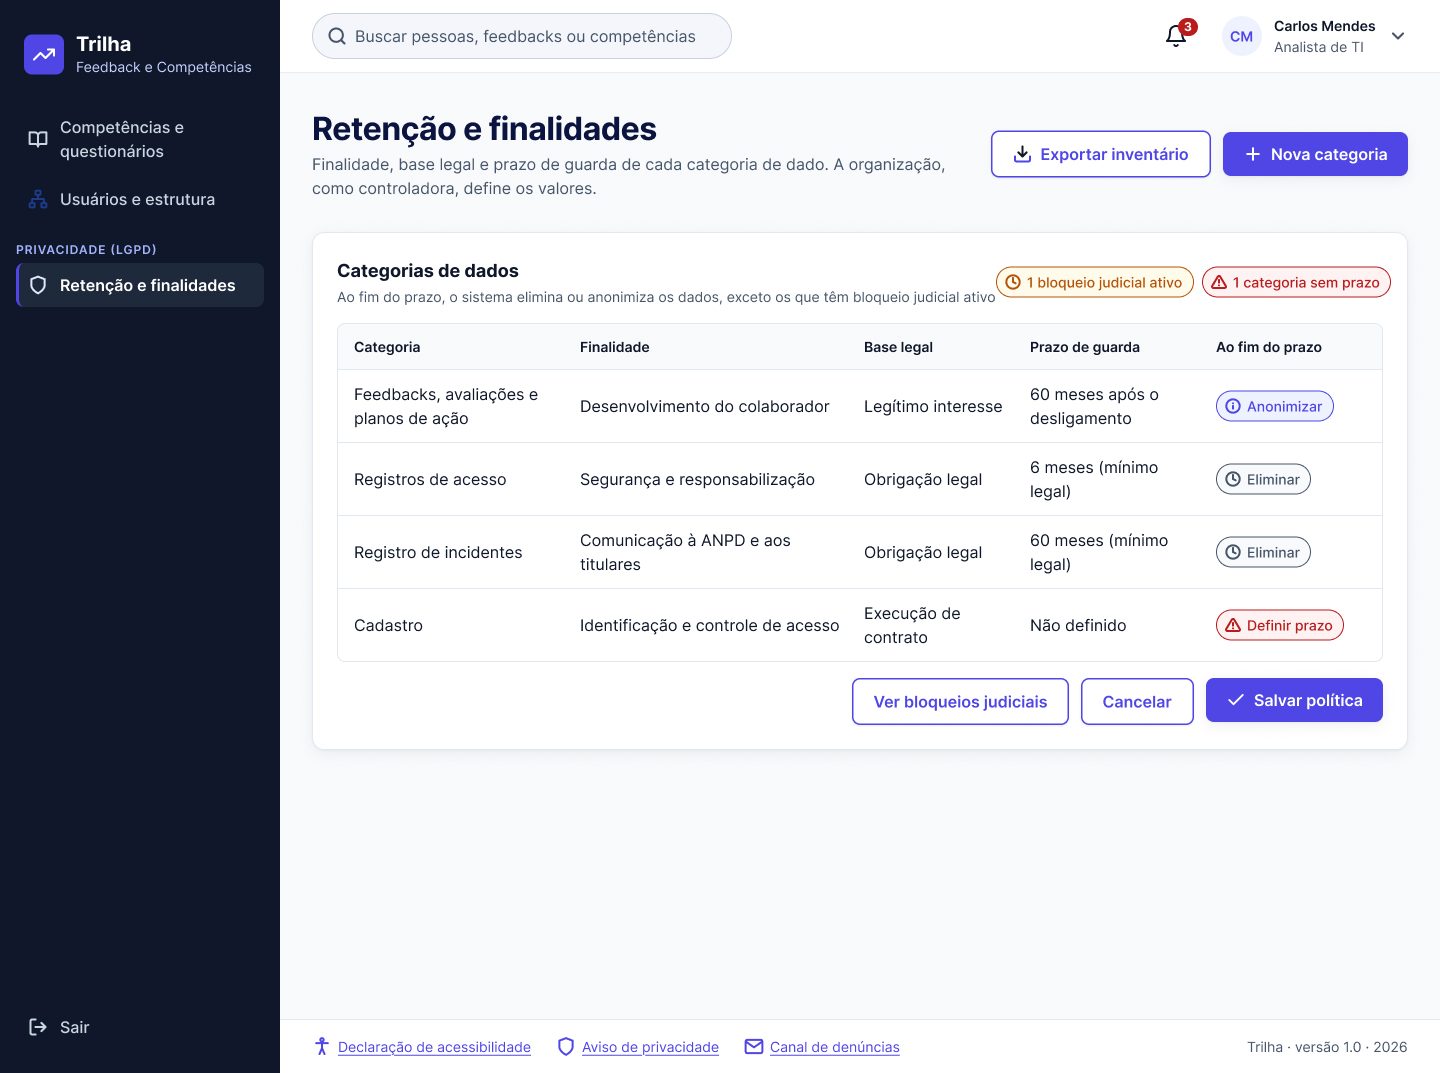 Trilha
Feedback e Competências
Competências e
questionários
Usuários e estrutura
PRIVACIDADE (LGPD)
Retenção e finalidades
Sair
Buscar pessoas, feedbacks ou competências
3
CM
Carlos Mendes
Analista de TI
Retenção e finalidades
Finalidade, base legal e prazo de guarda de cada categoria de dado. A organização,
como controladora, define os valores.
Exportar inventário
Nova categoria
Categorias de dados
Ao fim do prazo, o sistema elimina ou anonimiza os dados, exceto os que têm bloqueio judicial ativo
1 bloqueio judicial ativo
1 categoria sem prazo
Categoria Finalidade Base legal Prazo de guarda Ao fim do prazo
Feedbacks, avaliações e
planos de ação
Desenvolvimento do colaborador
Legítimo interesse
60 meses após o
desligamento
Anonimizar
Registros de acesso
Segurança e responsabilização
Obrigação legal
6 meses (mínimo
legal)
Eliminar
Registro de incidentes
Comunicação à ANPD e aos
titulares
Obrigação legal
60 meses (mínimo
legal)
Eliminar
Cadastro
Identificação e controle de acesso
Execução de
contrato
Não definido
Definir prazo
Ver bloqueios judiciais
Cancelar
Salvar política
Declaração de acessibilidade
Aviso de privacidade
Canal de denúncias
Trilha · versão 1.0 · 2026